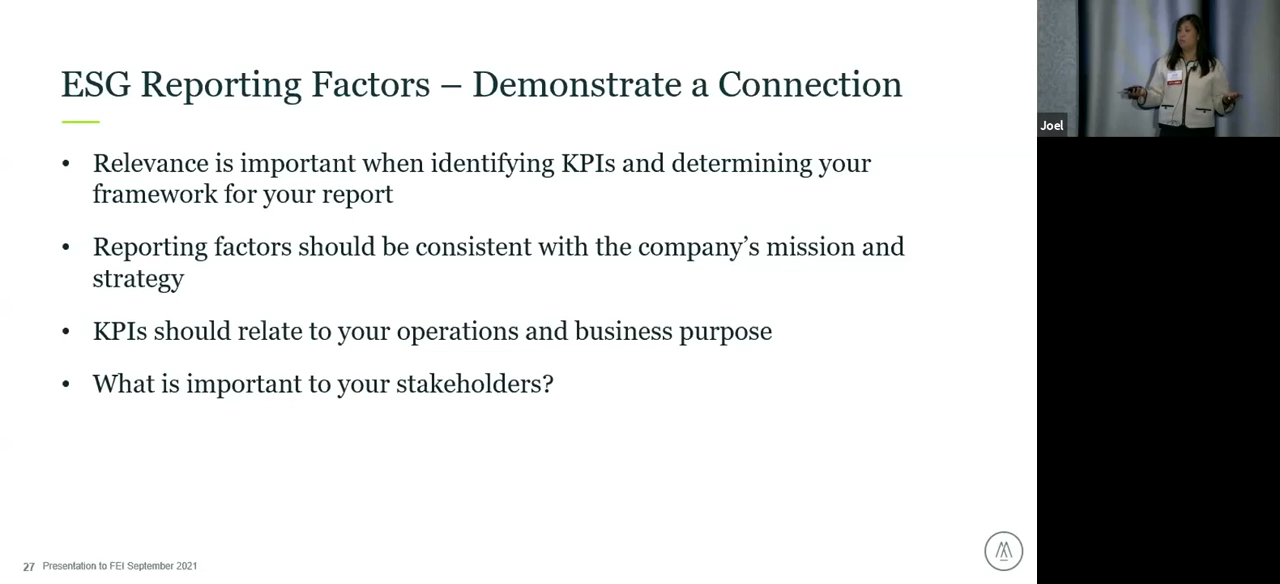 ESG Reporting Factors – Demonstrate a Connection
• Relevance is important when identifying KPIs and determining your
framework for your report
• Reporting factors should be consistent with the company’s mission and
strategy
• KPIs should relate to your operations and business purpose
• What is important to your stakeholders?
27 Presentation to FEI September 2021
Joel